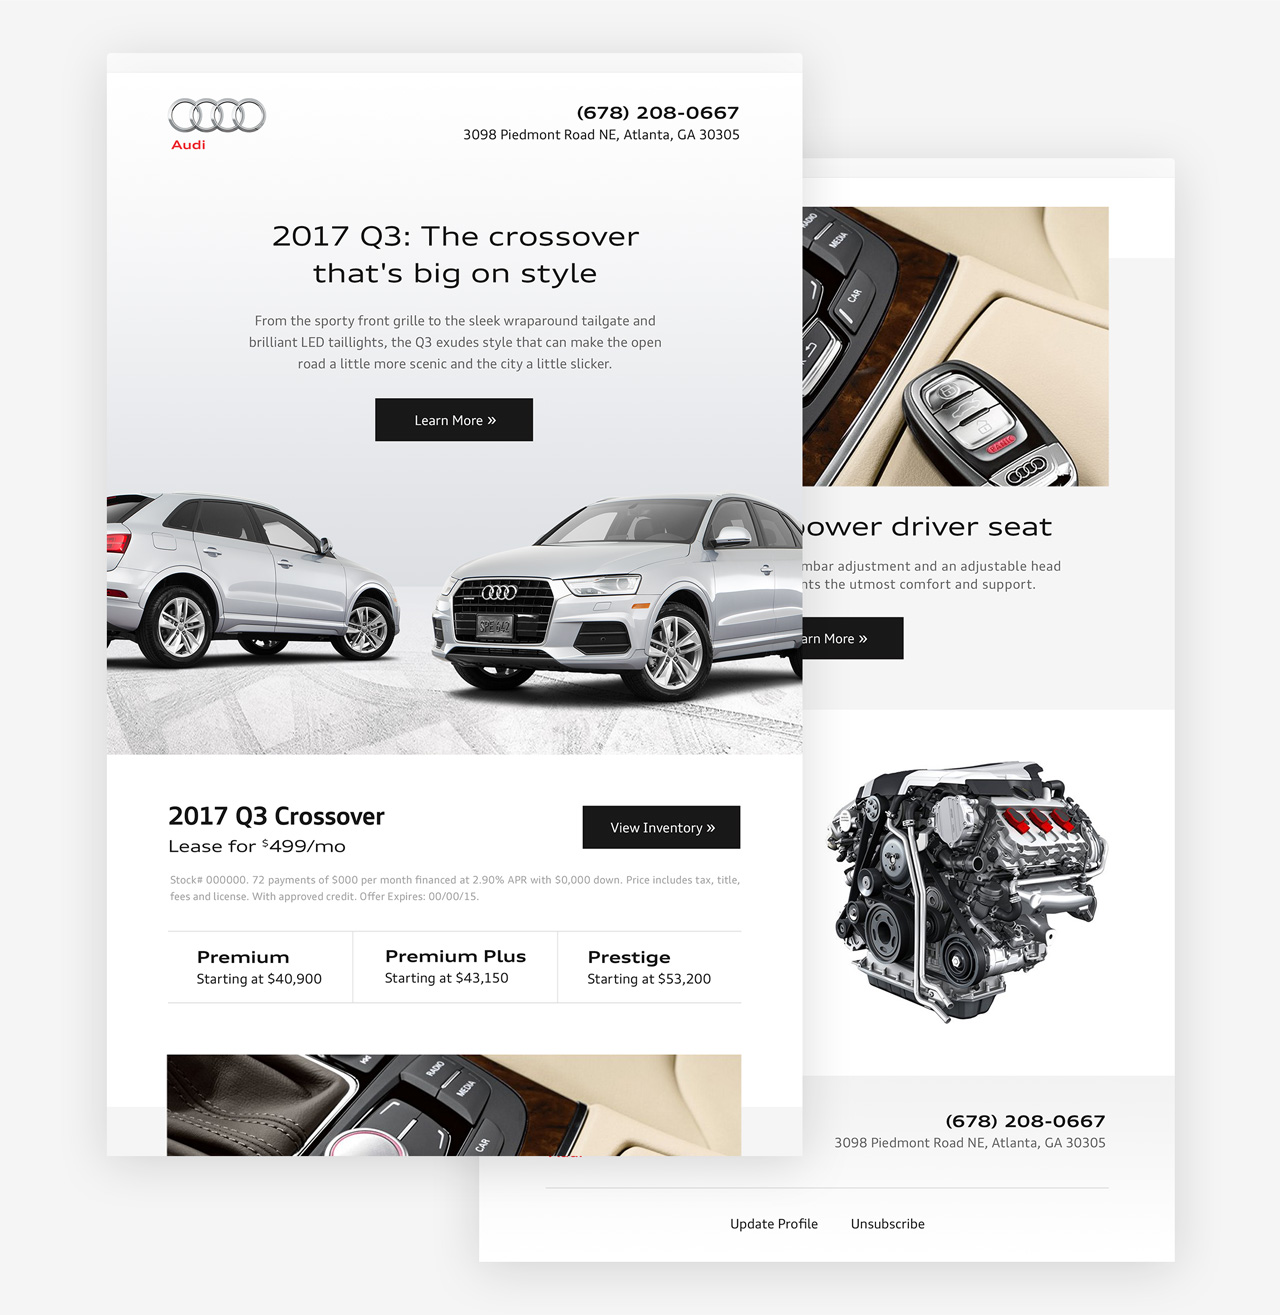 Audi
(678) 208-0667
3098 Piedmont Road NE, Atlanta, GA 30305
2017 Q3: The crossover
that's big on style
From the sporty front grille to the sleek wraparound tailgate and
brilliant LED taillights, the Q3 exudes style that can make the open
road a little more scenic and the city a little slicker.
Learn More »
SPE 642
2017 Q3 Crossover
Lease for $499/mo
View Inventory »
Stock# 000000. 72 payments of $000 per month financed at 2.90% APR with $0,000 down. Price includes tax, title,
fees and license. With approved credit. Offer Expires: 00/00/15.
Premium
Starting at $40,900
Premium Plus
Starting at $43,150
Prestige
Starting at $53,200
RADIO
MEDIA
CAR
RADIO
MEDIA
CAR
PANIC
power driver seat
mbar adjustment and an adjustable head
nts the utmost comfort and support.
arn More »
(678) 208-0667
3098 Piedmont Road NE, Atlanta, GA 30305
Update Profile
Unsubscribe